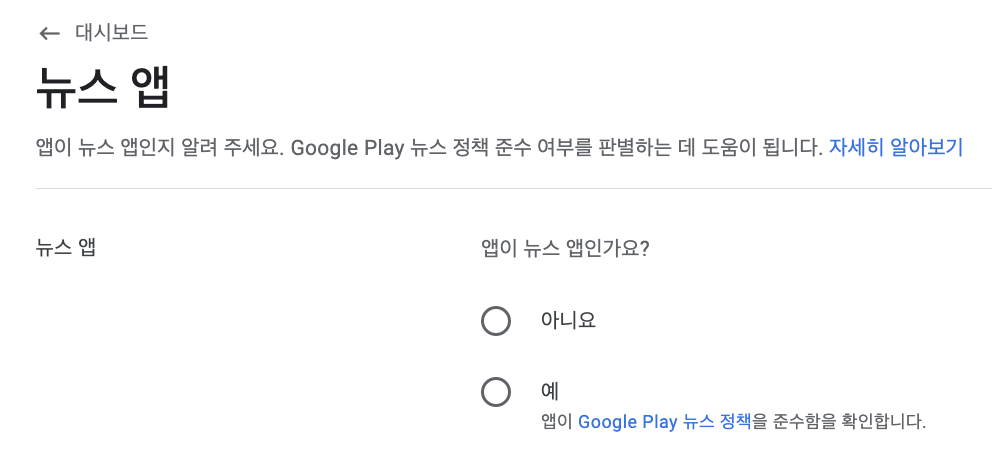 ← 대시보드
뉴스 앱
앱이 뉴스 앱인지 알려 주세요. Google Play 뉴스 정책 준수 여부를 판별하는 데 도움이 됩니다. 자세히 알아보기
뉴스 앱
앱이 뉴스 앱인가요?
아니요
예
앱이 Google Play 뉴스 정책을 준수함을 확인합니다.